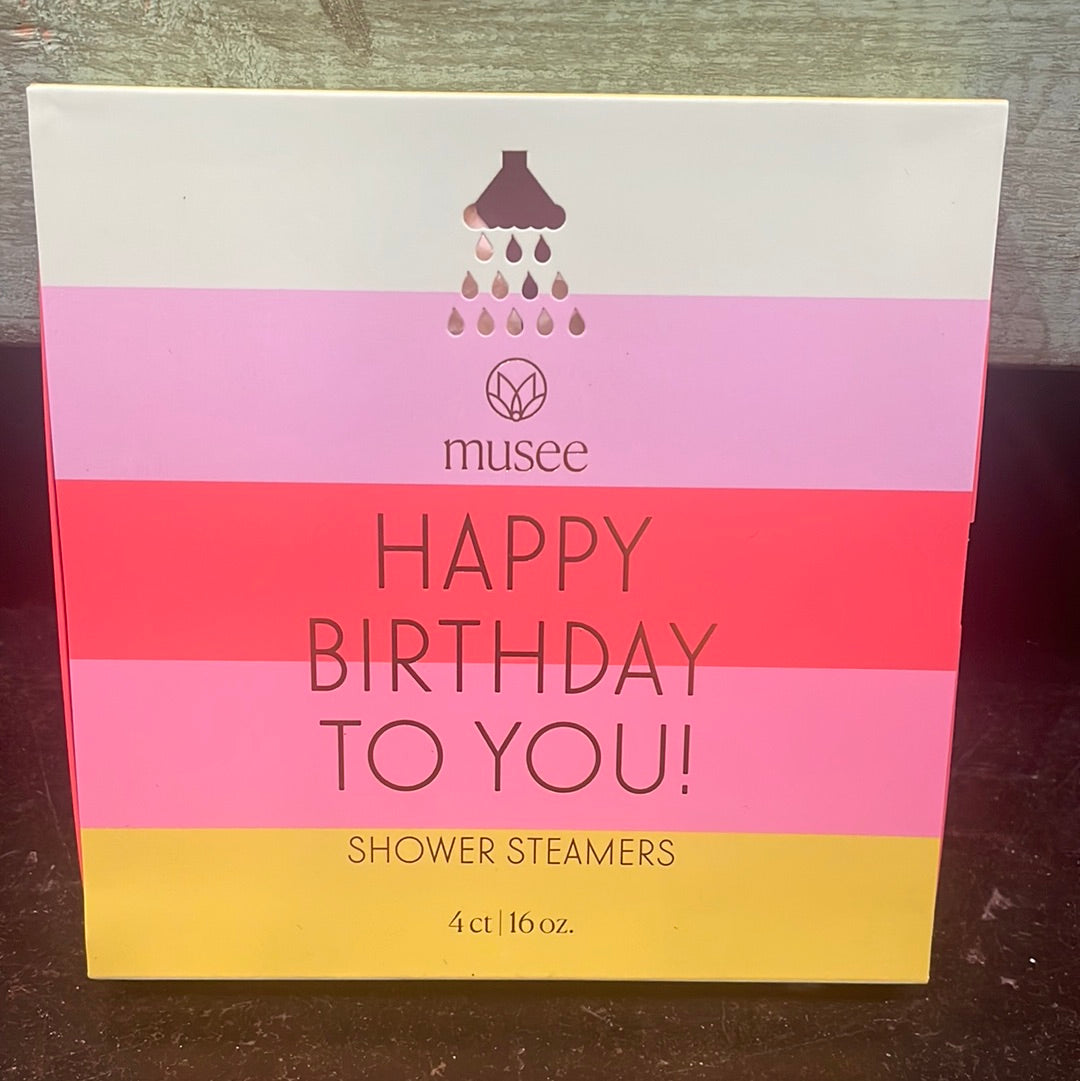 musee
HAPPY
BIRTHDAY
TO YOU!
SHOWER STEAMERS
4 ct | 16 oz.